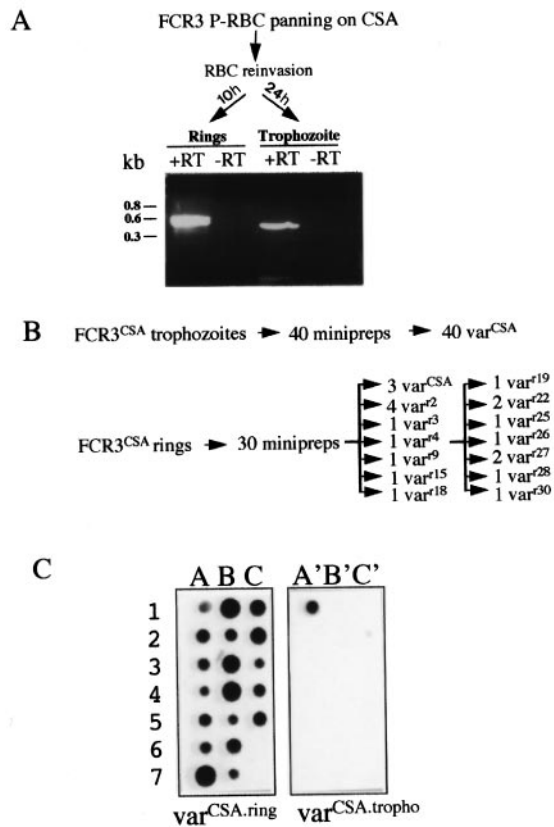 A
FCR3 P-RBC panning on CSA
RBC reinvasion
10h 24h
Rings Trophozoite
kb +RT -RT +RT -RT
0.8
0.6
0.3
B
FCR3CSA trophozoites 40 minipreps 40 varCSA
FCR3CSA rings 30 minipreps
3 varCSA
4 varr2
1 varr3
1 varr4
1 varr9
1 varr15
1 varr18
1 varr19
2 varr22
1 varr25
1 varr26
2 varr27
1 varr28
1 varr30
C
A B C A'B'C'
1
2
3
4
5
6
7
varCSA.ring varCSA.tropho